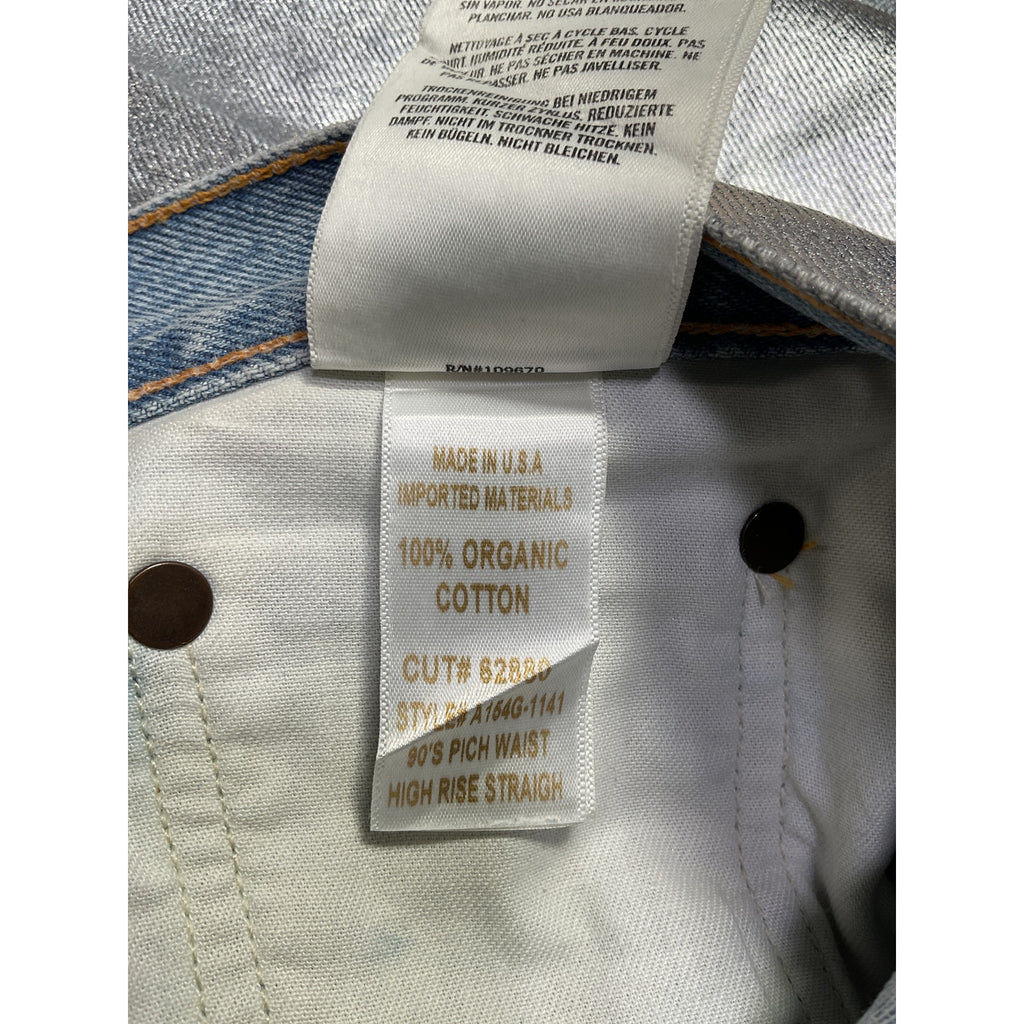 SIN VAPOR. NO SECAR EN
PLANCHAR. NO USA BLANQUEADOR.
NETTOYAGE À SEC À CYCLE BAS. CYCLE
HUMIDITÉ RÉDUITE. À FEU DOUX. PAS
NE PAS SÉCHER EN MACHINE. NE
PAS REPASSER. NE PAS JAVELLISER.
TROCKENREINIGUNG BEI NIEDRIGEM
PROGRAMM. KURZER ZYKLUS. REDUZIERTE
FEUCHTIGKEIT. SCHWACHE HITZE. KEIN
DAMPF. NICHT IM TROCKNER TROCKNEN.
KEIN BÜGELN. NICHT BLEICHEN.
R/N#109670
MADE IN U.S.A
IMPORTED MATERIALS
100% ORGANIC
COTTON
CUT# 62880
STYLE# A164G-1141
90'S PICH WAIST
HIGH RISE STRAIGH